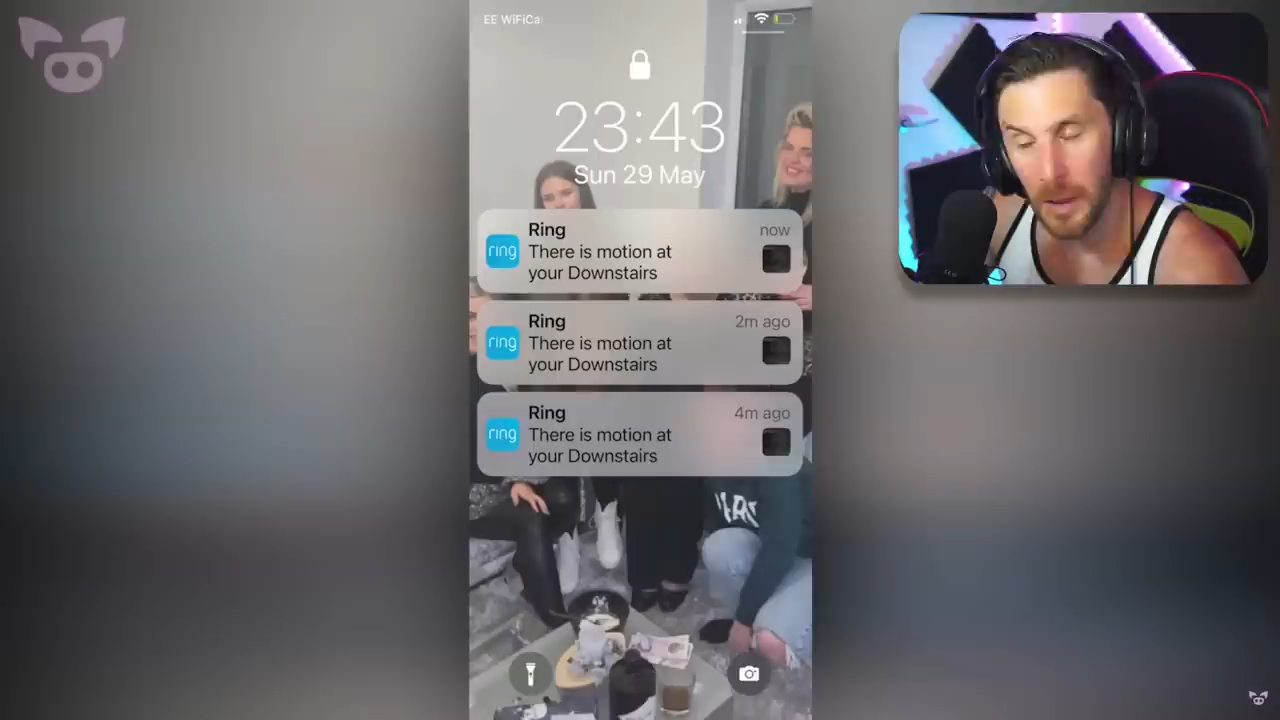 EE WiFiCa
23:43
Sun 29 May
Ring
now
ring
There is motion at
your Downstairs
Ring
2m ago
ring
There is motion at
your Downstairs
Ring
4m ago
ring
There is motion at
your Downstairs